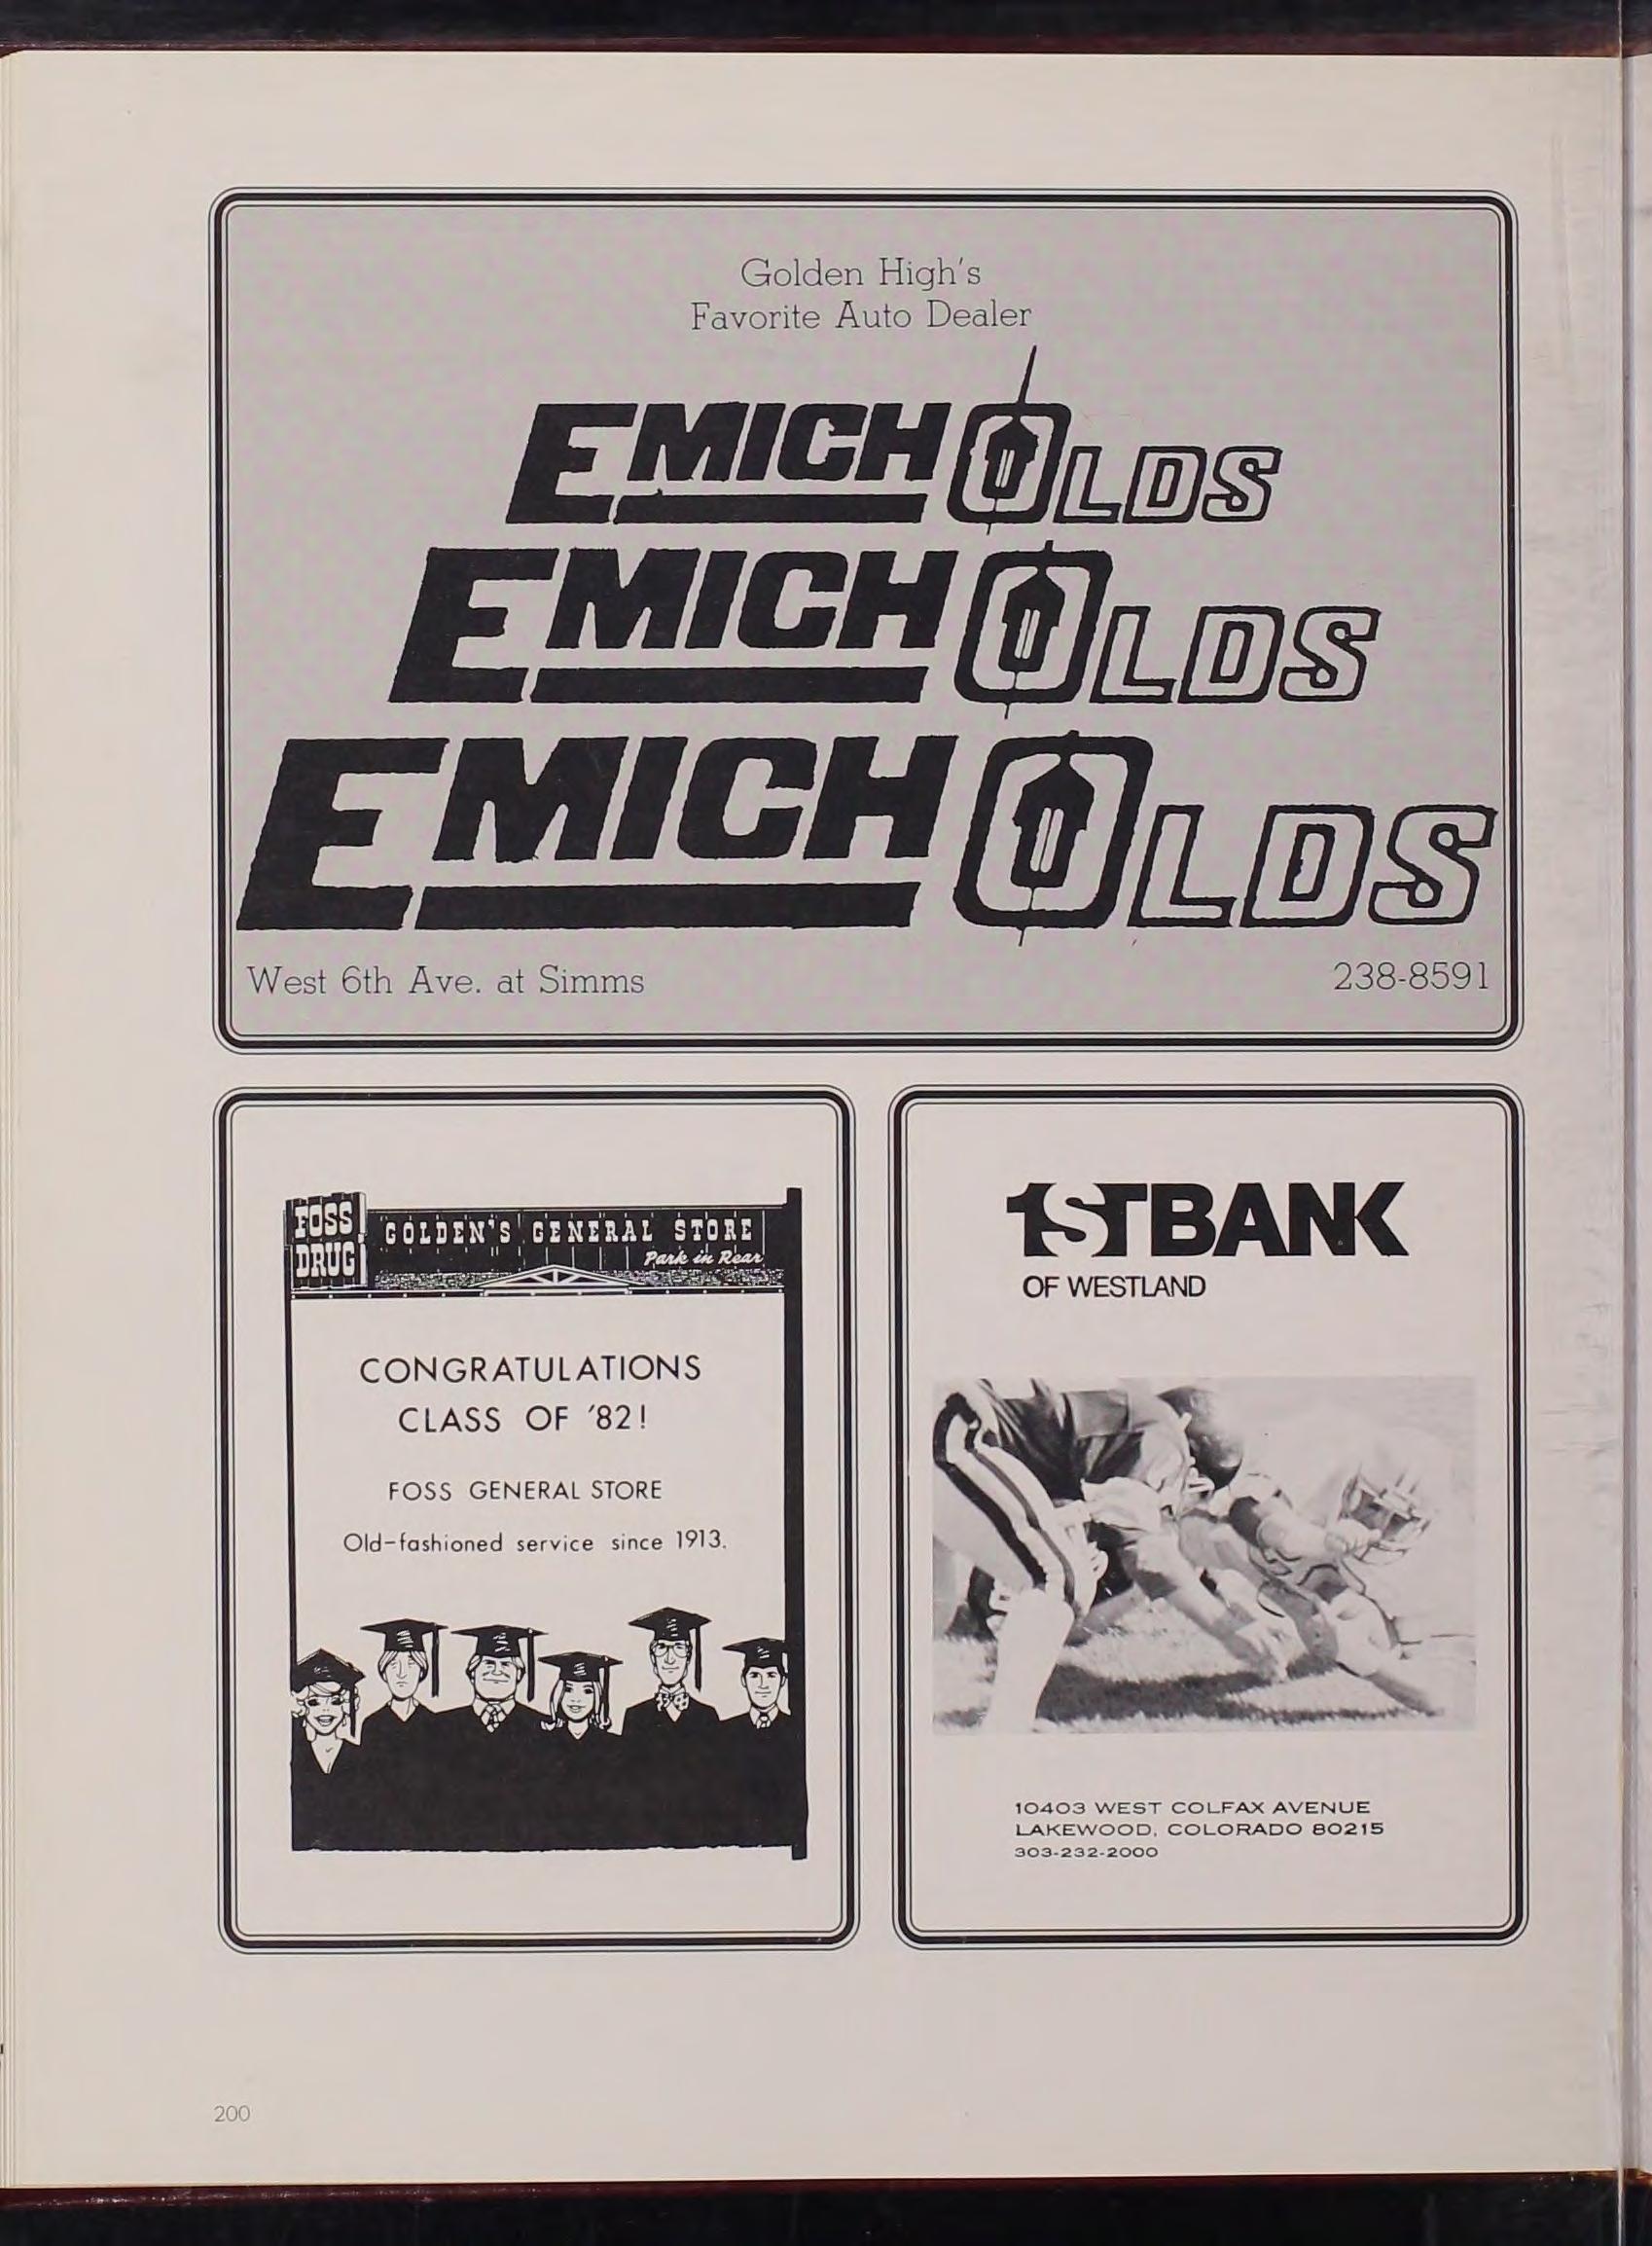 Golden High's
Favorite Auto Dealer
EMICH OLDS
EMICH OLDS
EMICH OLDS
West 6th Ave. at Simms
238-8591
FOSS DRUG
GOLDEN'S GENERAL STORE
Park in Rear
CONGRATULATIONS
CLASS OF '82!
FOSS GENERAL STORE
Old-fashioned service since 1913.
1STBANK
OF WESTLAND
10403 WEST COLFAX AVENUE
LAKEWOOD, COLORADO 80215
303-232-2000
200